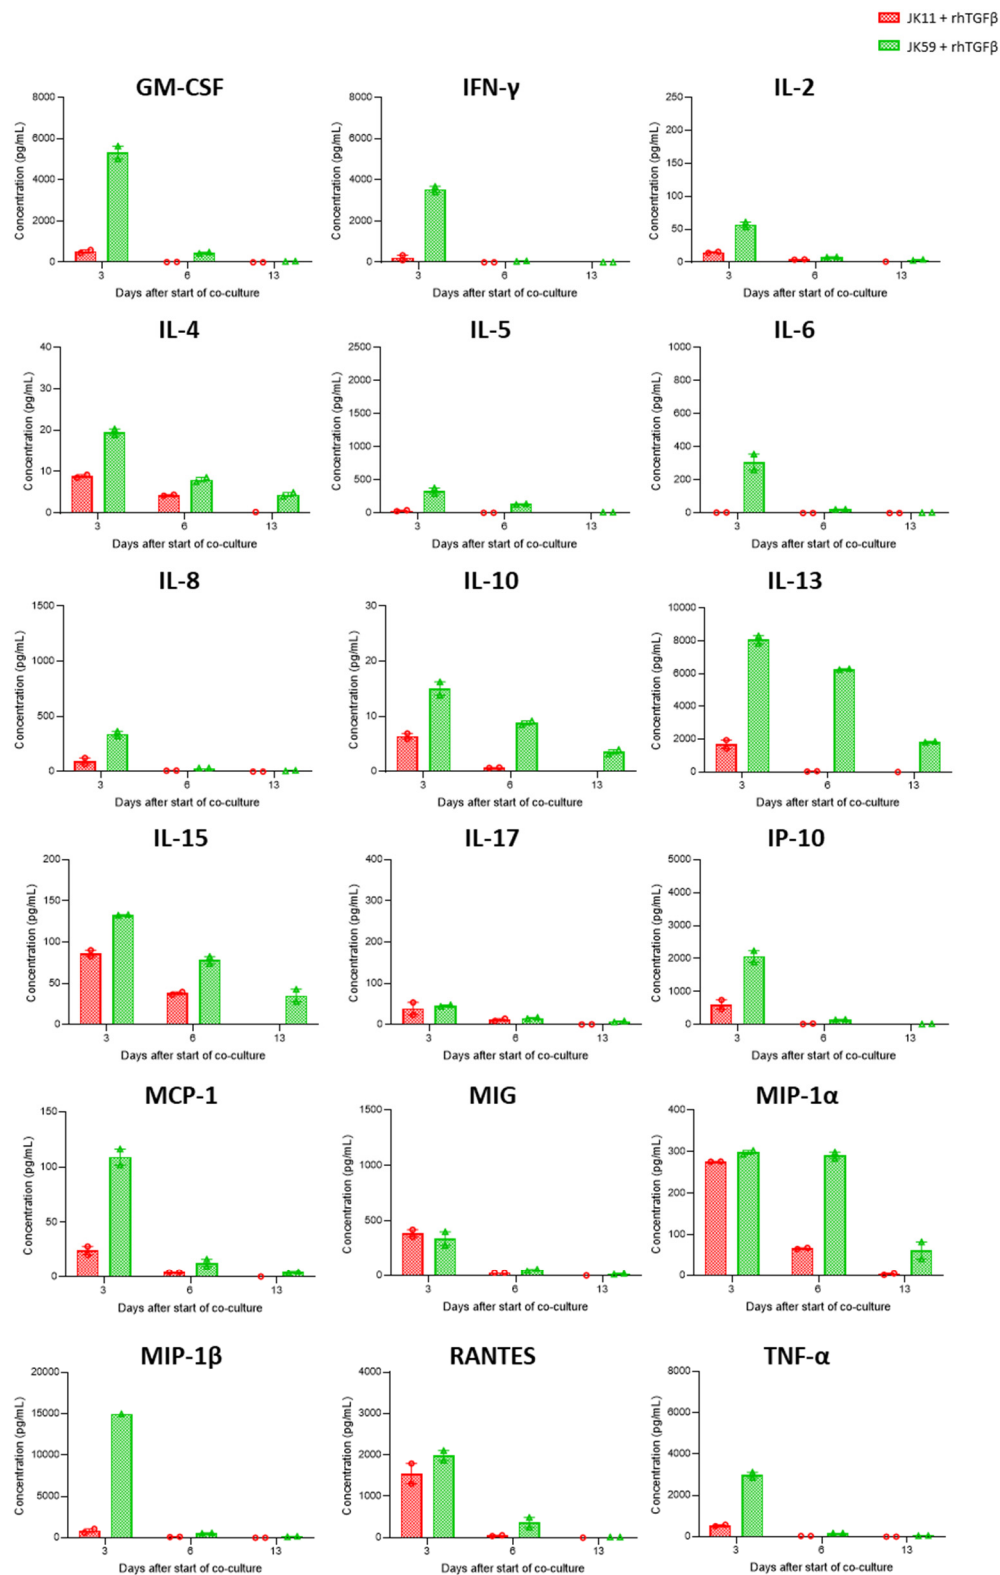 JK11 + rhTGFβ
JK59 + rhTGFβ
GM-CSF
IFN-γ
IL-2
Concentration (pg/mL)
8000
6000
4000
2000
0
3
6
13
Days after start of co-culture
Concentration (pg/mL)
8000
6000
4000
2000
0
3
6
13
Days after start of co-culture
Concentration (pg/mL)
250
200
150
100
50
0
3
6
13
Days after start of co-culture
IL-4
IL-5
IL-6
Concentration (pg/mL)
40
30
20
10
0
3
6
13
Days after start of co-culture
Concentration (pg/mL)
2500
2000
1500
1000
500
0
3
6
13
Days after start of co-culture
Concentration (pg/mL)
1000
800
600
400
200
0
3
6
13
Days after start of co-culture
IL-8
IL-10
IL-13
Concentration (pg/mL)
1500
1000
500
0
3
6
13
Days after start of co-culture
Concentration (pg/mL)
30
20
10
0
3
6
13
Days after start of co-culture
Concentration (pg/mL)
10000
8000
6000
4000
2000
0
3
6
13
Days after start of co-culture
IL-15
IL-17
IP-10
Concentration (pg/mL)
200
150
100
50
0
3
6
13
Days after start of co-culture
Concentration (pg/mL)
400
300
200
100
0
3
6
13
Days after start of co-culture
Concentration (pg/mL)
5000
4000
3000
2000
1000
0
3
6
13
Days after start of co-culture
MCP-1
MIG
MIP-1α
Concentration (pg/mL)
150
100
50
0
3
6
13
Days after start of co-culture
Concentration (pg/mL)
1500
1000
500
0
3
6
13
Days after start of co-culture
Concentration (pg/mL)
400
300
200
100
0
3
6
13
Days after start of co-culture
MIP-1β
RANTES
TNF-α
Concentration (pg/mL)
20000
15000
10000
5000
0
3
6
13
Days after start of co-culture
Concentration (pg/mL)
4000
3000
2000
1000
0
3
6
13
Days after start of co-culture
Concentration (pg/mL)
8000
6000
4000
2000
0
3
6
13
Days after start of co-culture